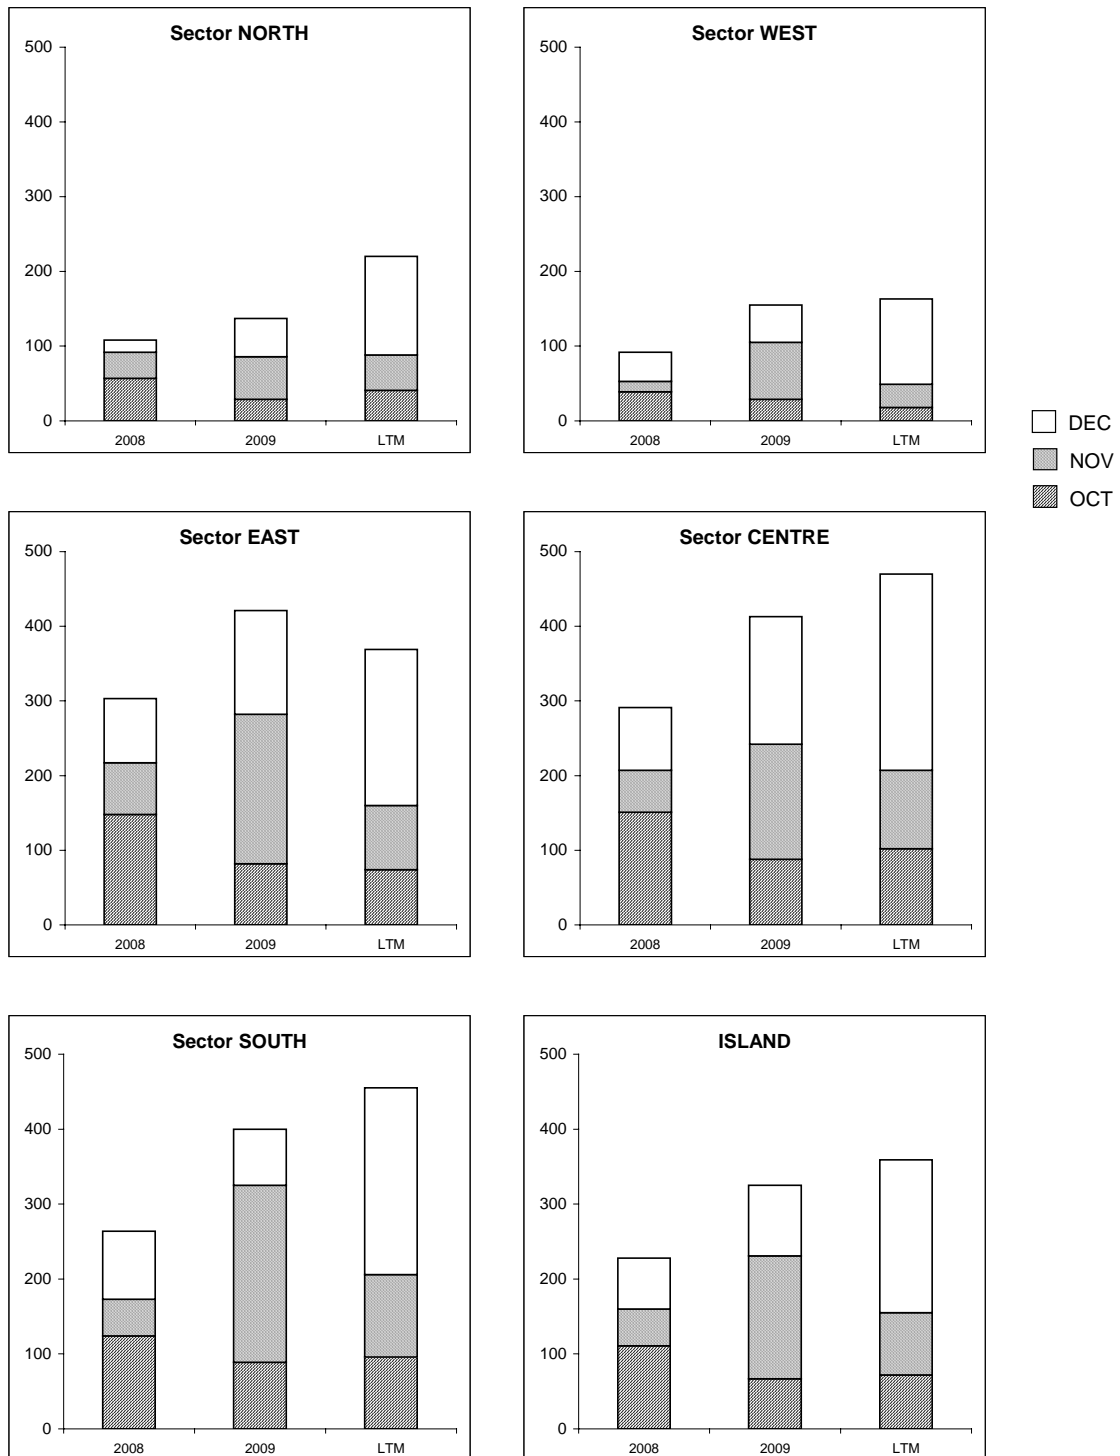 Sector NORTH
500
400
300
200
100
0
2008 2009 LTM
Sector WEST
500
400
300
200
100
0
2008 2009 LTM
DEC
NOV
OCT
Sector EAST
500
400
300
200
100
0
2008 2009 LTM
Sector CENTRE
500
400
300
200
100
0
2008 2009 LTM
Sector SOUTH
500
400
300
200
100
0
2008 2009 LTM
ISLAND
500
400
300
200
100
0
2008 2009 LTM